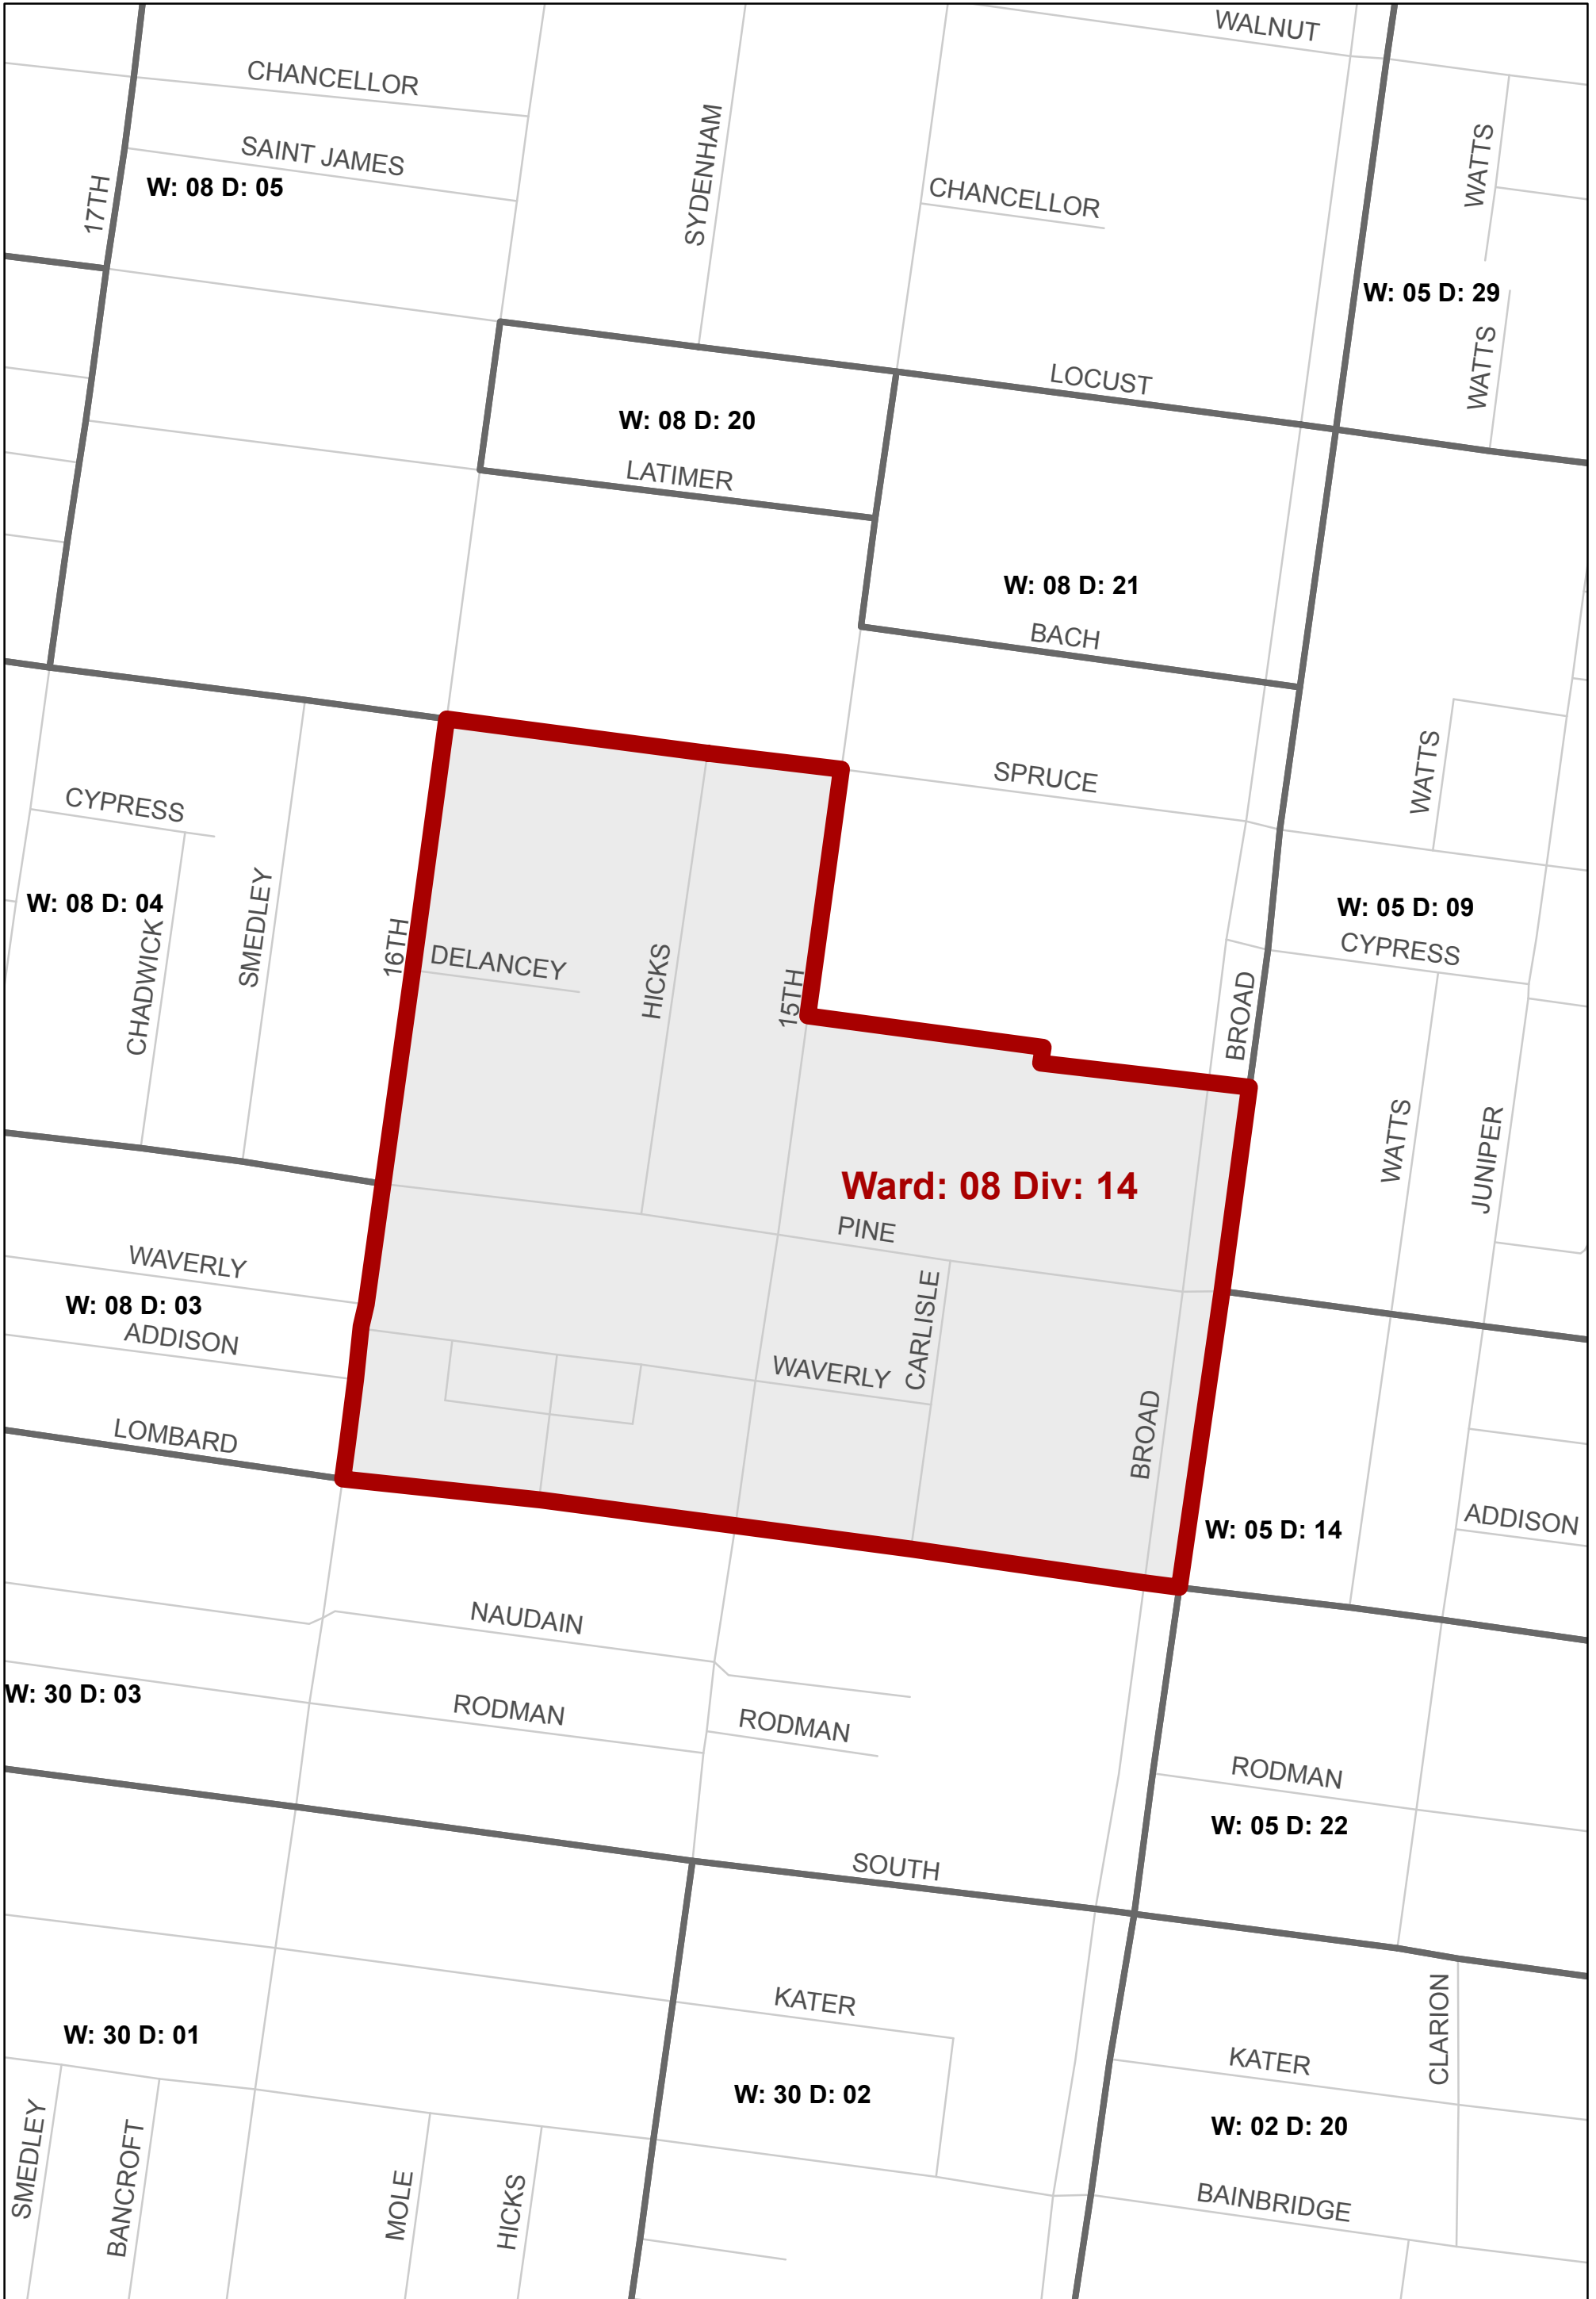 WALNUT
CHANCELLOR
SAINT JAMES
SYDENHAM
WATTS
17TH
W: 08 D: 05
CHANCELLOR
W: 05 D: 29
WATTS
LOCUST
W: 08 D: 20
LATIMER
W: 08 D: 21
BACH
SPRUCE
WATTS
CYPRESS
W: 08 D: 04
CHADWICK
SMEDLEY
16TH
DELANCEY
HICKS
15TH
BROAD
W: 05 D: 09
CYPRESS
WATTS
JUNIPER
Ward: 08 Div: 14
PINE
WAVERLY
W: 08 D: 03
ADDISON
WAVERLY
CARLISLE
BROAD
LOMBARD
W: 05 D: 14
ADDISON
NAUDAIN
W: 30 D: 03
RODMAN
RODMAN
RODMAN
W: 05 D: 22
SOUTH
KATER
CLARION
W: 30 D: 01
KATER
W: 30 D: 02
W: 02 D: 20
SMEDLEY
BANCROFT
MOLE
HICKS
BAINBRIDGE